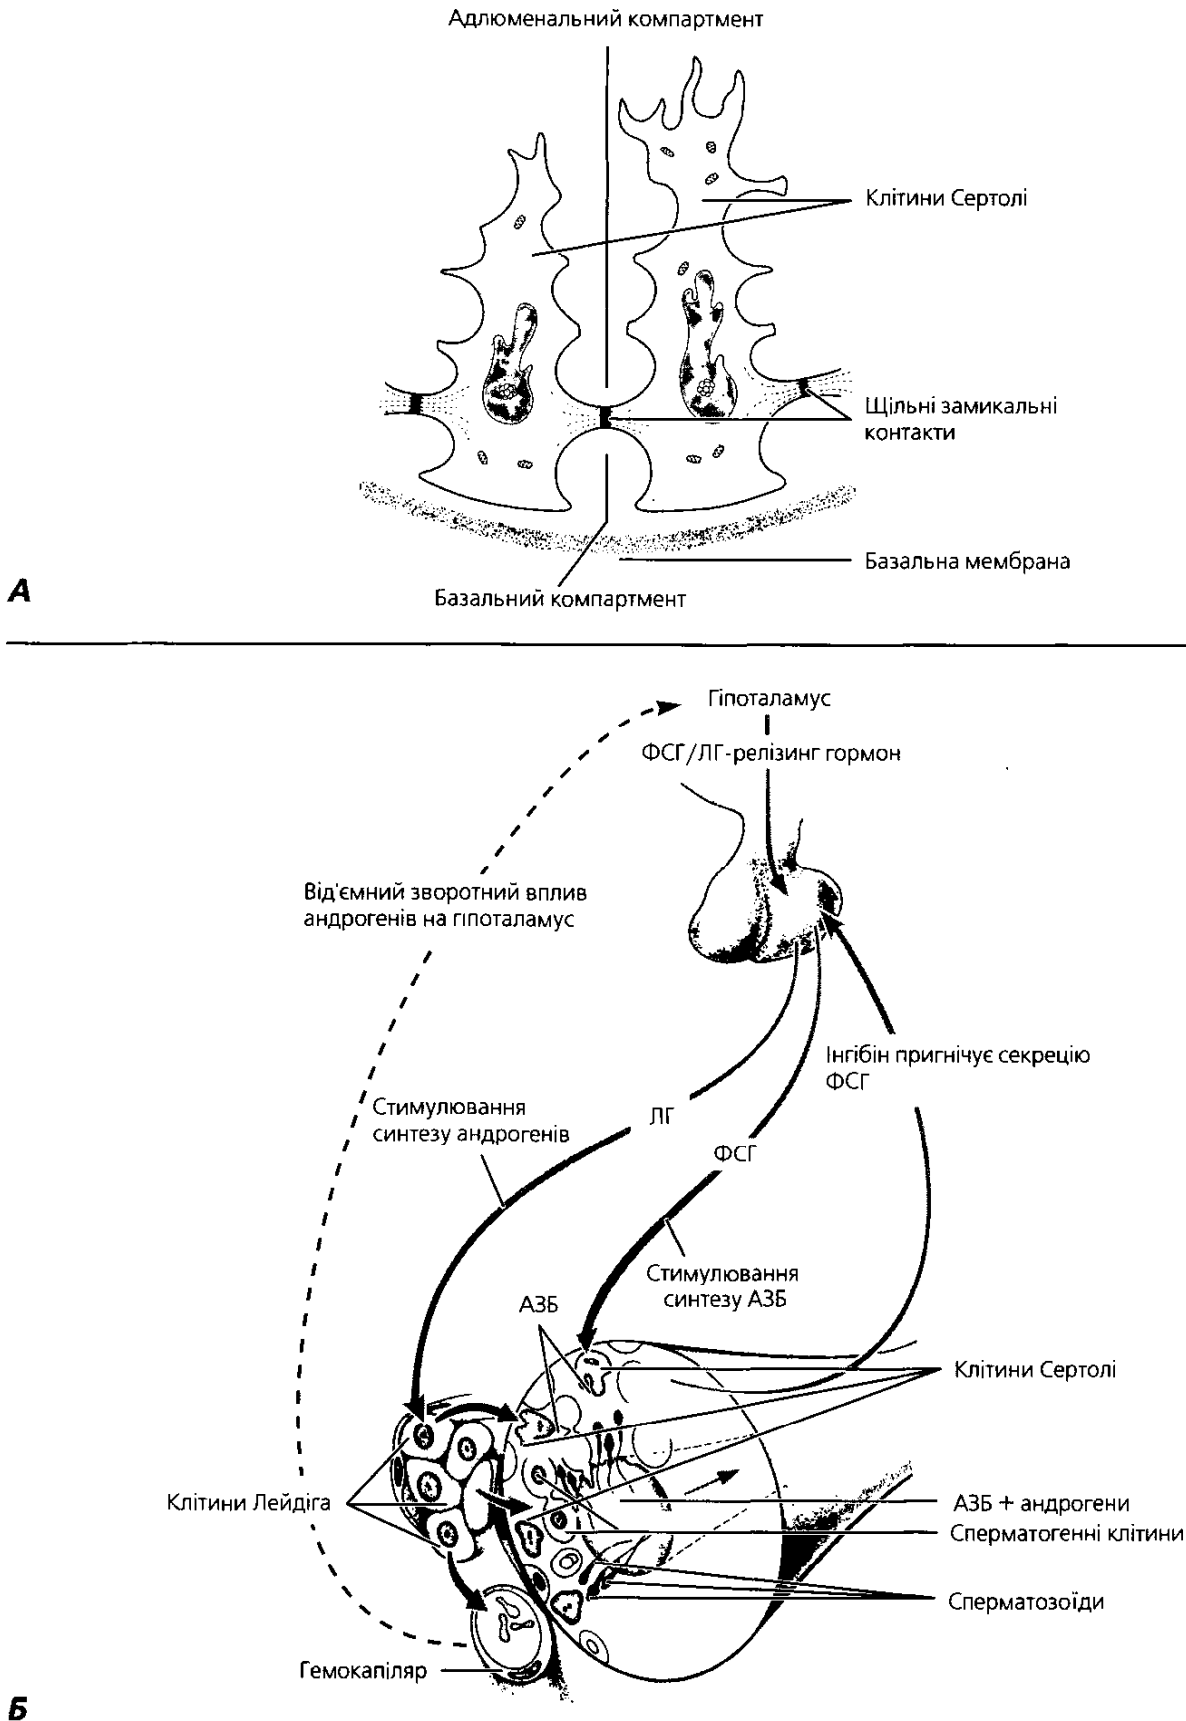 Адлюменальний компартмент
Клітини Сертолі
Щільні замикальні
контакти
Базальна мембрана
А
Базальний компартмент
Гіпоталамус
ФСГ/ЛГ-релізинг гормон
Від'ємний зворотний вплив
андрогенів на гіпоталамус
Інгібін пригнічує секрецію
ФСГ
Стимулювання
синтезу андрогенів
ЛГ
ФСГ
Стимулювання
синтезу АЗБ
АЗБ
Клітини Сертолі
Клітини Лейдіга
АЗБ + андрогени
Сперматогенні клітини
Сперматозоїди
Гемокапіляр
Б